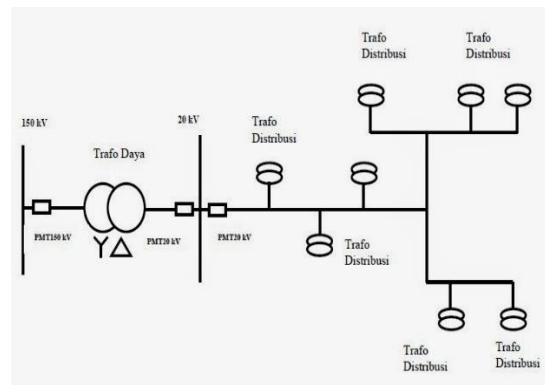 Trafo
Distribusi
Trafo
Distribusi
150 kV
20 kV
Trafo
Distribusi
Trafo Daya
PMT150 kV
PMT20 kV
PMT20 kV
Trafo
Distribusi
Trafo
Distribusi
Trafo
Distribusi